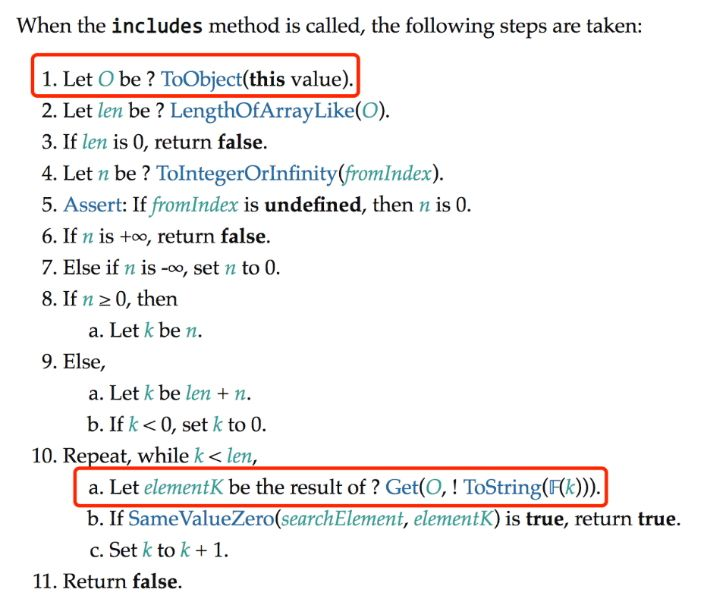 When the includes method is called, the following steps are taken:
1. Let O be ? ToObject(this value).
2. Let len be ? LengthOfArrayLike(O).
3. If len is 0, return false.
4. Let n be ? ToIntegerOrInfinity(fromIndex).
5. Assert: If fromIndex is undefined, then n is 0.
6. If n is +∞, return false.
7. Else if n is -∞, set n to 0.
8. If n ≥ 0, then
a. Let k be n.
9. Else,
a. Let k be len + n.
b. If k < 0, set k to 0.
10. Repeat, while k < len,
a. Let elementK be the result of ? Get(O, ! ToString(𝔽(k))).
b. If SameValueZero(searchElement, elementK) is true, return true.
c. Set k to k + 1.
11. Return false.